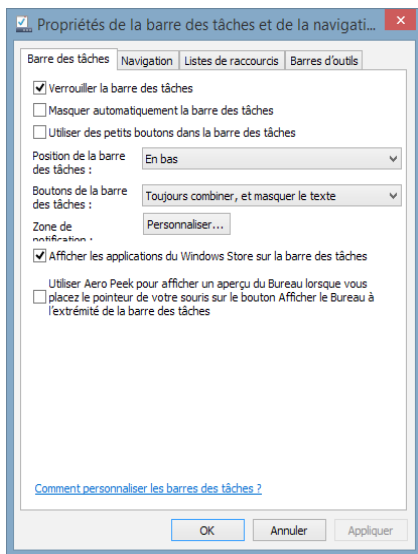 Propriétés de la barre des tâches et de la navigati...
Barre des tâches Navigation Listes de raccourcis Barres d'outils
Verrouiller la barre des tâches
Masquer automatiquement la barre des tâches
Utiliser des petits boutons dans la barre des tâches
Position de la barre
des tâches :
En bas
Boutons de la barre
des tâches :
Toujours combiner, et masquer le texte
Zone de
notification :
Personnaliser...
Afficher les applications du Windows Store sur la barre des tâches
Utiliser Aero Peek pour afficher un aperçu du Bureau lorsque vous
placez le pointeur de votre souris sur le bouton Afficher le Bureau à
l'extrémité de la barre des tâches
Comment personnaliser les barres des tâches ?
OK Annuler Appliquer